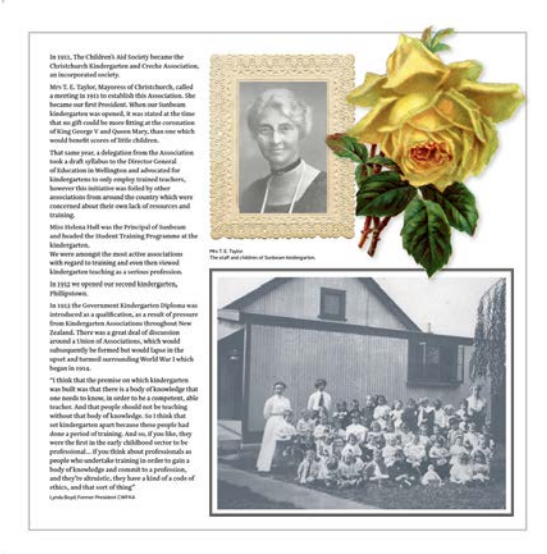 In 1911, The Children's Aid Society became the
Christchurch Kindergarten and Creche Association,
an incorporated society.
Mrs T. E. Taylor, Mayoress of Christchurch, called
a meeting in 1911 to establish this Association. She
became our first President. When our Sunbeam
kindergarten was opened, it was stated at the time
that no gift could be more fitting at the coronation
of King George V and Queen Mary, than one which
would benefit scores of little children.
That same year, a delegation from the Association
took a draft syllabus to the Director General
of Education in Wellington and advocated for
kindergartens to only employ trained teachers,
however this initiative was foiled by other
associations from around the country which were
concerned about their own lack of resources and
training.
Miss Helena Hull was the Principal of Sunbeam
and headed the Student Training Programme at the
kindergarten.
We were amongst the most active associations
with regard to training and even then viewed
kindergarten teaching as a serious profession.
In 1912 we opened our second kindergarten,
Phillipstown.
In 1913 the Government Kindergarten Diploma was
introduced as a qualification, as a result of pressure
from Kindergarten Associations throughout New
Zealand. There was a great deal of discussion
around a Union of Associations, which would
subsequently be formed but would lapse in the
upset and turmoil surrounding World War I which
began in 1914.
"I think that the premise on which kindergarten
was built was that there is a body of knowledge that
one needs to know, in order to be a competent, able
teacher. And that people should not be teaching
without that body of knowledge. So I think that
set kindergarten apart because these people had
done a period of training. And so, if you like, they
were the first in the early childhood sector to be
professional... if you think about professionals as
people who undertake training in order to gain a
body of knowledge and commit to a profession,
and they're altruistic, they have a kind of a code of
ethics, and that sort of thing"
Lynda Boyd, Former President CWFKA
Mrs T. E. Taylor
The staff and children of Sunbeam kindergarten.